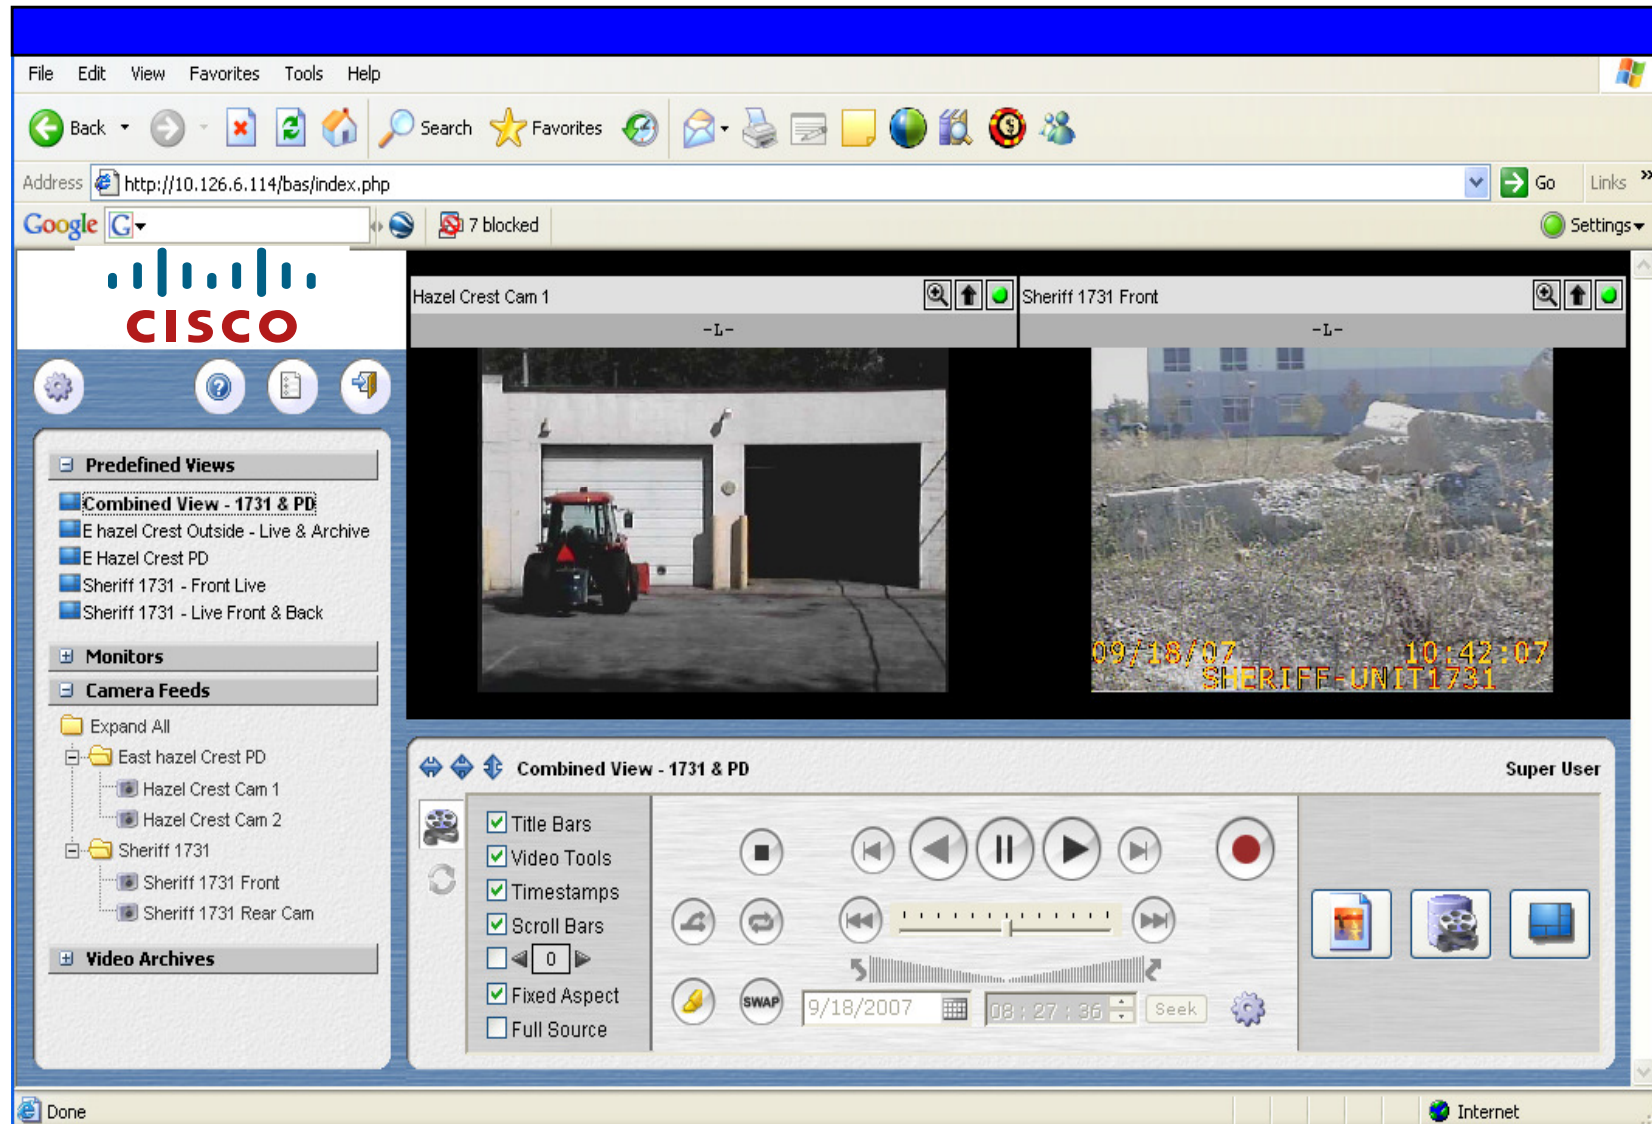 File Edit View Favorites Tools Help
Back Search Favorites
Address http://10.126.6.114/bas/index.php Go Links »
Google G 7 blocked Settings
CISCO
Hazel Crest Cam 1
-L-
Sheriff 1731 Front
-L-
09/18/07 10:42:07
SHERIFF-UNIT1731
Predefined Views
Combined View - 1731 & PD
E hazel Crest Outside - Live & Archive
E Hazel Crest PD
Sheriff 1731 - Front Live
Sheriff 1731 - Live Front & Back
Monitors
Camera Feeds
Expand All
East hazel Crest PD
Hazel Crest Cam 1
Hazel Crest Cam 2
Sheriff 1731
Sheriff 1731 Front
Sheriff 1731 Rear Cam
Video Archives
Combined View - 1731 & PD Super User
Title Bars
Video Tools
Timestamps
Scroll Bars
0
Fixed Aspect
Full Source
SWAP
9/18/2007 08:27:36 Seek
Done Internet